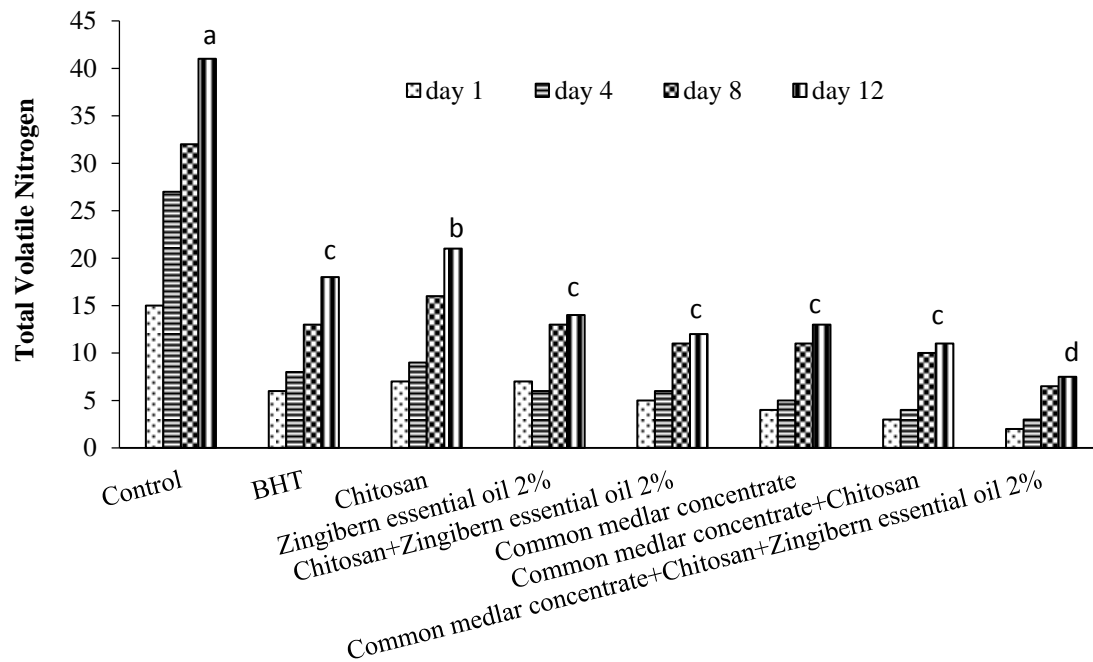 Total Volatile Nitrogen
45
40
35
30
25
20
15
10
5
0
day 1 day 4 day 8 day 12
a
c
b
c
c
c
c
d
Control
BHT
Chitosan
Zingibern essential oil 2%
Chitosan+Zingibern essential oil 2%
Common medlar concentrate
Common medlar concentrate+Chitosan
Common medlar concentrate+Chitosan+Zingibern essential oil 2%